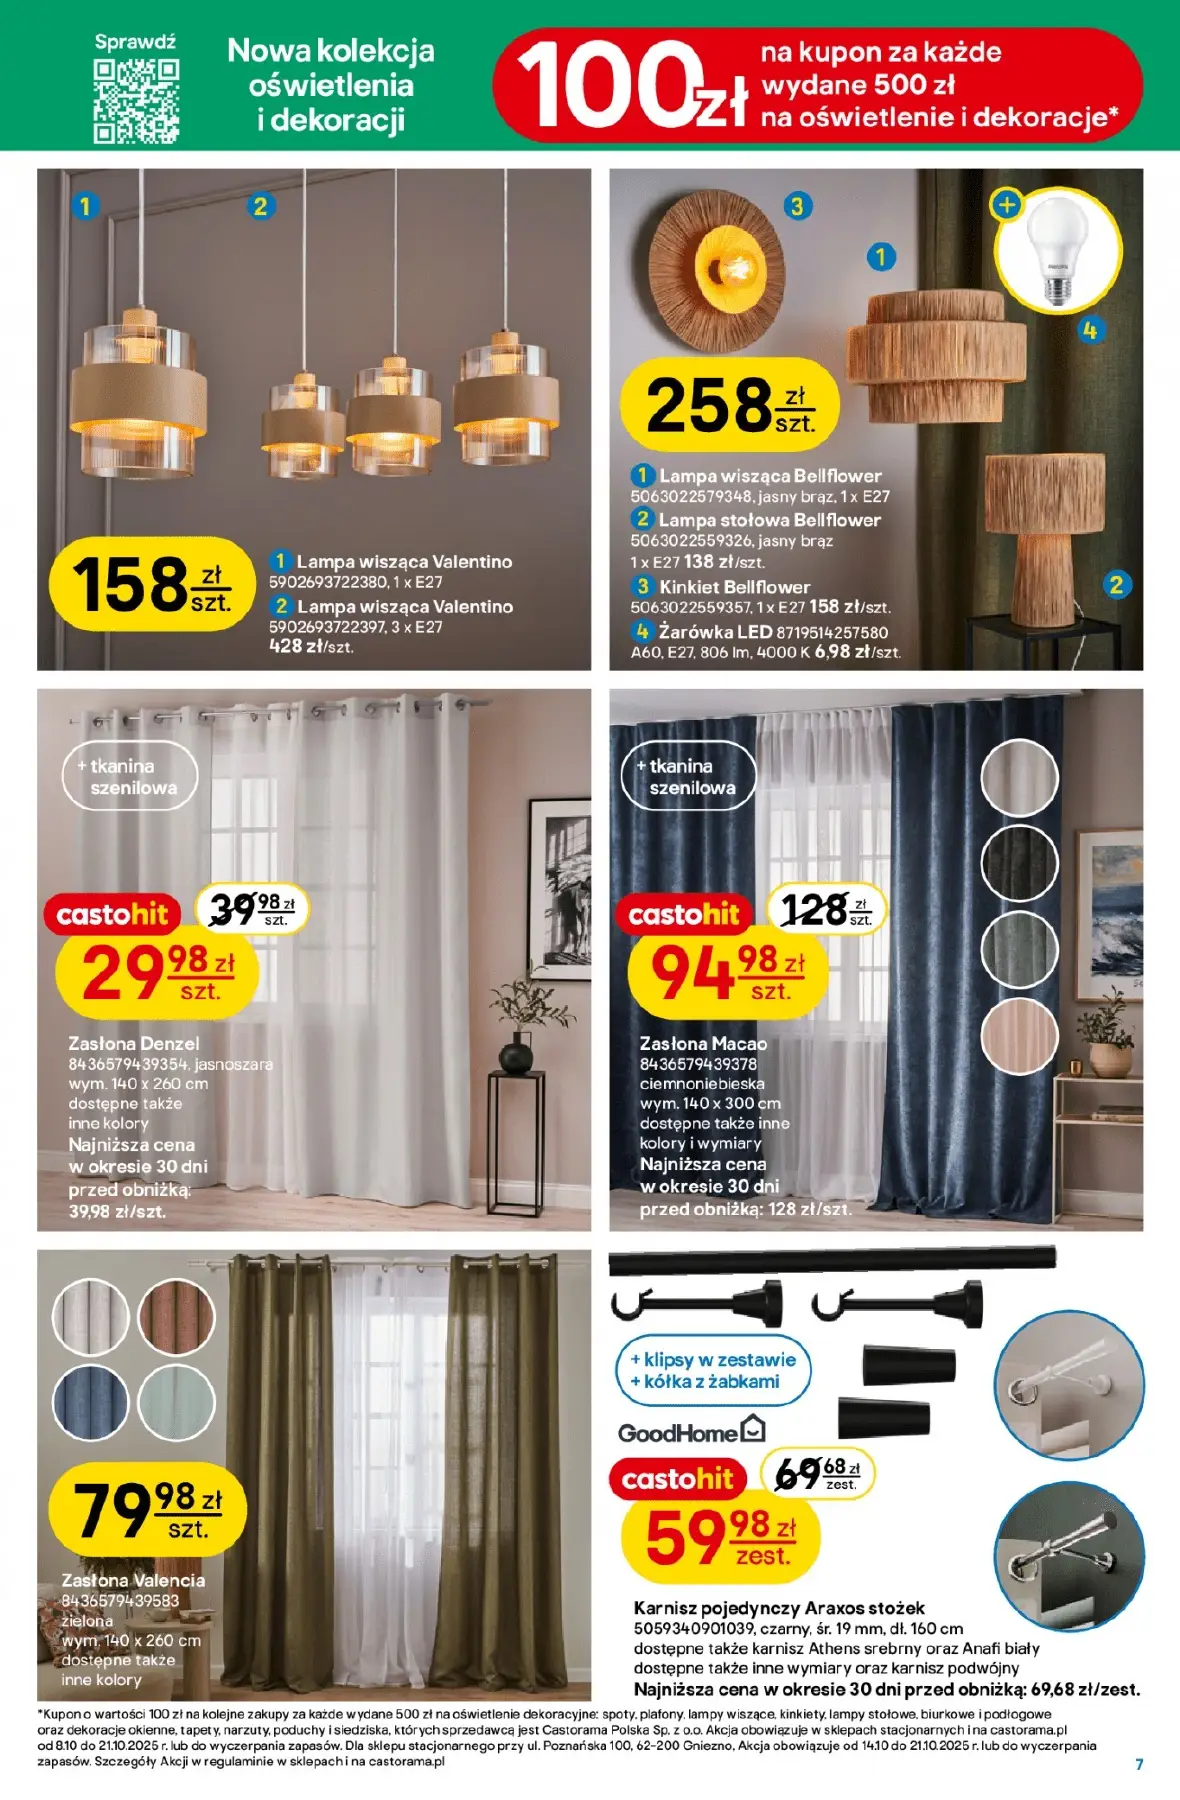 Sprawdź
Nowa kolekcja
oświetlenia
i dekoracji
100 zł
na kupon za każde
wydane 500 zł
na oświetlenie i dekoracje*
1
2
158 zł
szt.
1 Lampa wisząca Valentino
5902693722380, 1 x E27
2 Lampa wisząca Valentino
5902693722397, 3 x E27
428 zł/szt.
3
1
+
PHILIPS
4
2
258 zł
szt.
1 Lampa wisząca Bellflower
5063022579348, jasny brąz, 1 x E27
2 Lampa stołowa Bellflower
5063022559326, jasny brąz
1 x E27 138 zł/szt.
3 Kinkiet Bellflower
5063022559357, 1 x E27 158 zł/szt.
4 Żarówka LED 8719514257580
A60, E27, 806 lm, 4000 K 6,98 zł/szt.
+ tkanina
szenilowa
castohit
39 98 zł
szt.
29 98 zł
szt.
Zasłona Denzel
8436579439354, jasnoszara
wym. 140 x 260 cm
dostępne także
inne kolory
Najniższa cena
w okresie 30 dni
przed obniżką:
39,98 zł/szt.
+ tkanina
szenilowa
castohit
128 zł
szt.
94 98 zł
szt.
Zasłona Macao
8436579439378
ciemnoniebieska
wym. 140 x 300 cm
dostępne także inne
kolory i wymiary
Najniższa cena
w okresie 30 dni
przed obniżką: 128 zł/szt.
79 98 zł
szt.
Zasłona Valencia
8436579439583
zielona
wym. 140 x 260 cm
dostępne także
inne kolory
+ klipsy w zestawie
+ kółka z żabkami
GoodHome
castohit
69 68 zł
zest.
59 98 zł
zest.
Karnisz pojedynczy Araxos stożek
5059340901039, czarny, śr. 19 mm, dł. 160 cm
dostępne także karnisz Athens srebrny oraz Anafi biały
dostępne także inne wymiary oraz karnisz podwójny
Najniższa cena w okresie 30 dni przed obniżką: 69,68 zł/zest.
*Kupon o wartości 100 zł na kolejne zakupy za każde wydane 500 zł na oświetlenie dekoracyjne: spoty, plafony, lampy wiszące, kinkiety, lampy stołowe, biurkowe i podłogowe
oraz dekoracje okienne, tapety, narzuty, poduchy i siedziska, których sprzedawcą jest Castorama Polska Sp. z o.o. Akcja obowiązuje w sklepach stacjonarnych i na castorama.pl
od 8.10 do 21.10.2025 r. lub do wyczerpania zapasów. Dla sklepu stacjonarnego przy ul. Poznańska 100, 62-200 Gniezno, Akcja obowiązuje od 14.10 do 21.10.2025 r. lub do wyczerpania
zapasów. Szczegóły Akcji w regulaminie w sklepach i na castorama.pl
7